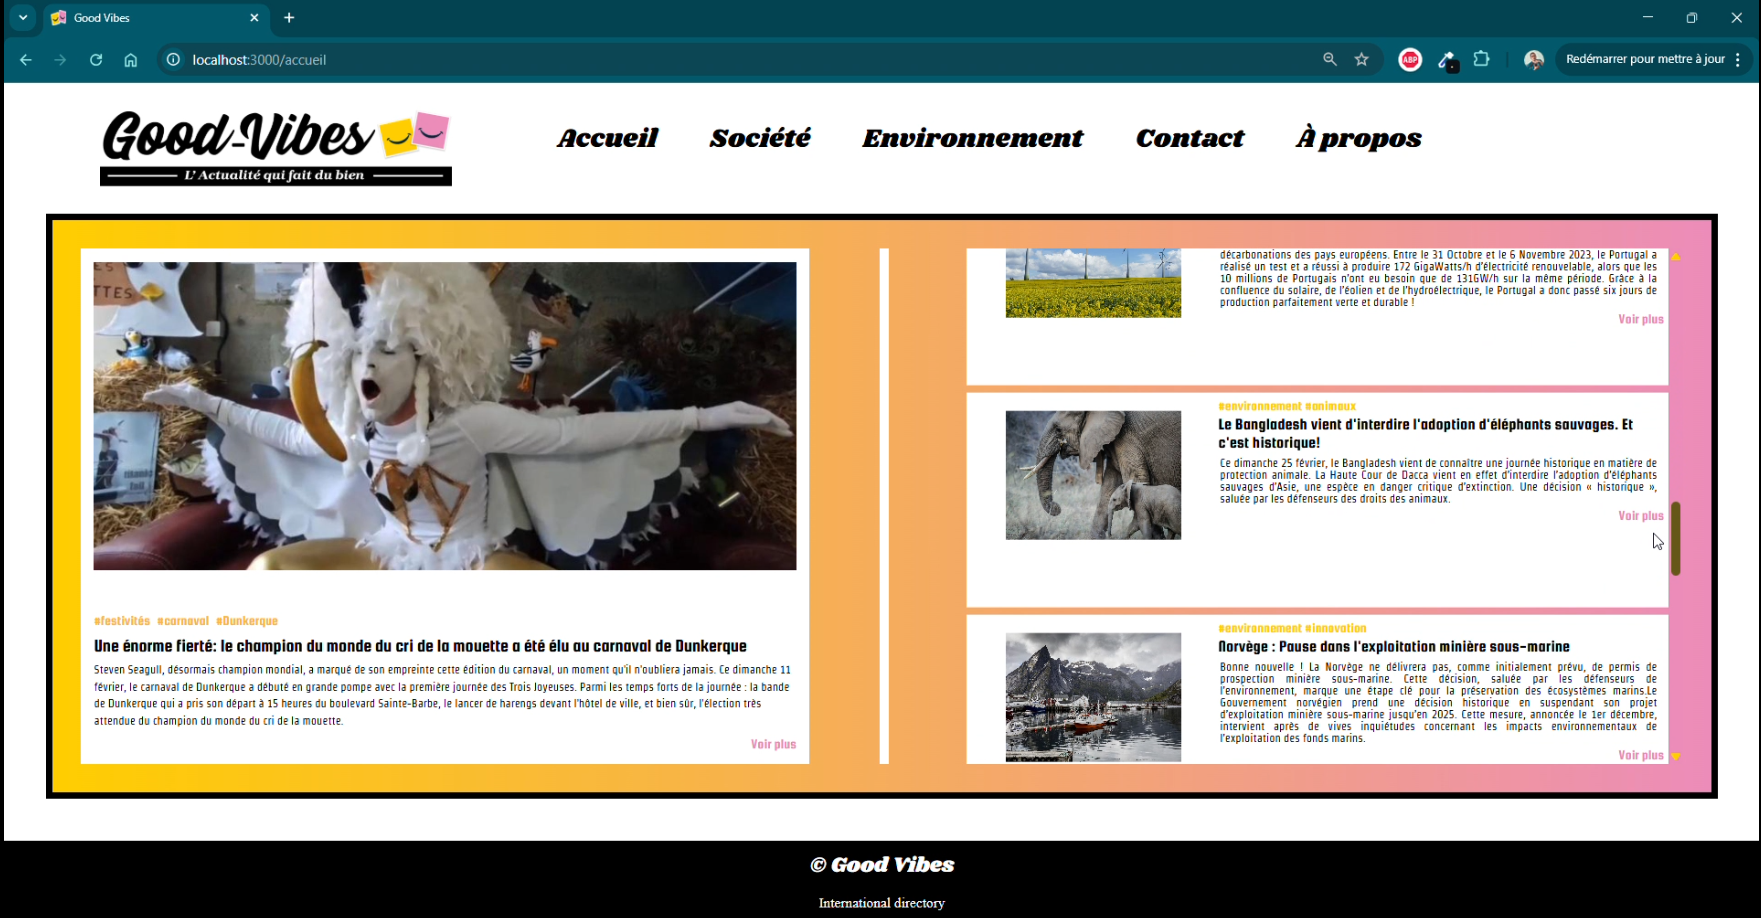 Good Vibes
localhost:3000/accueil
ABP
Redémarrer pour mettre à jour
Good-Vibes
L'Actualité qui fait du bien
Accueil
Société
Environnement
Contact
À propos
#festivités #carnaval #Dunkerque
Une énorme fierté: le champion du monde du cri de la mouette a été élu au carnaval de Dunkerque
Steven Seagull, désormais champion mondial, a marqué de son empreinte cette édition du carnaval, un moment qu'il n'oubliera jamais. Ce dimanche 11
février, le carnaval de Dunkerque a débuté en grande pompe avec la première journée des Trois Joyeuses. Parmi les temps forts de la journée : la bande
de Dunkerque qui a pris son départ à 15 heures du boulevard Sainte-Barbe, le lancer de harengs devant l'hôtel de ville, et bien sûr, l'élection très
attendue du champion du monde du cri de la mouette.
Voir plus
décarbonations des pays européens. Entre le 31 Octobre et le 6 Novembre 2023, le Portugal a
réalisé un test et a réussi à produire 172 GigaWatts/h d'électricité renouvelable, alors que les
10 millions de Portugais n'ont eu besoin que de 131GW/h sur la même période. Grâce à la
confluence du solaire, de l'éolien et de l'hydroélectrique, le Portugal a donc passé six jours de
production parfaitement verte et durable !
Voir plus
#environnement #animaux
Le Bangladesh vient d'interdire l'adoption d'éléphants sauvages. Et
c'est historique!
Ce dimanche 25 février, le Bangladesh vient de connaître une journée historique en matière de
protection animale. La Haute Cour de Dacca vient en effet d'interdire l'adoption d'éléphants
sauvages d'Asie, une espèce en danger critique d'extinction. Une décision « historique »,
saluée par les défenseurs des droits des animaux.
Voir plus
#environnement #innovation
Norvège : Pause dans l'exploitation minière sous-marine
Bonne nouvelle ! La Norvège ne délivrera pas, comme initialement prévu, de permis de
prospection minière sous-marine. Cette décision, saluée par les défenseurs de
l'environnement, marque une étape clé pour la préservation des écosystèmes marins.Le
Gouvernement norvégien prend une décision historique en suspendant son projet
d'exploitation minière sous-marine jusqu'en 2025. Cette mesure, annoncée le 1er décembre,
intervient après de vives inquiétudes concernant les impacts environnementaux de
l'exploitation des fonds marins.
Voir plus
© Good Vibes
International directory